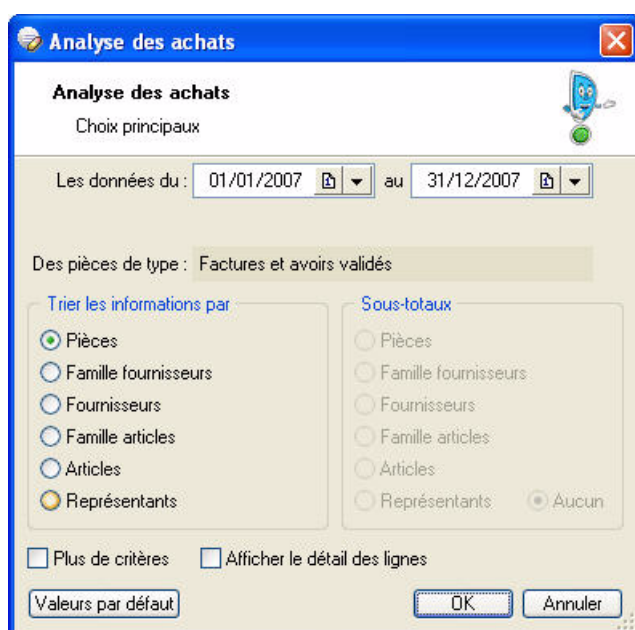 Analyse des achats
Analyse des achats
Choix principaux
Les données du : 01/01/2007 au 31/12/2007
Des pièces de type : Factures et avoirs validés
Trier les informations par Sous-totaux
Pièces Pièces
Famille fournisseurs Famille fournisseurs
Fournisseurs Fournisseurs
Famille articles Famille articles
Articles Articles
Représentants Représentants Aucun
Plus de critères Afficher le détail des lignes
Valeurs par défaut OK Annuler